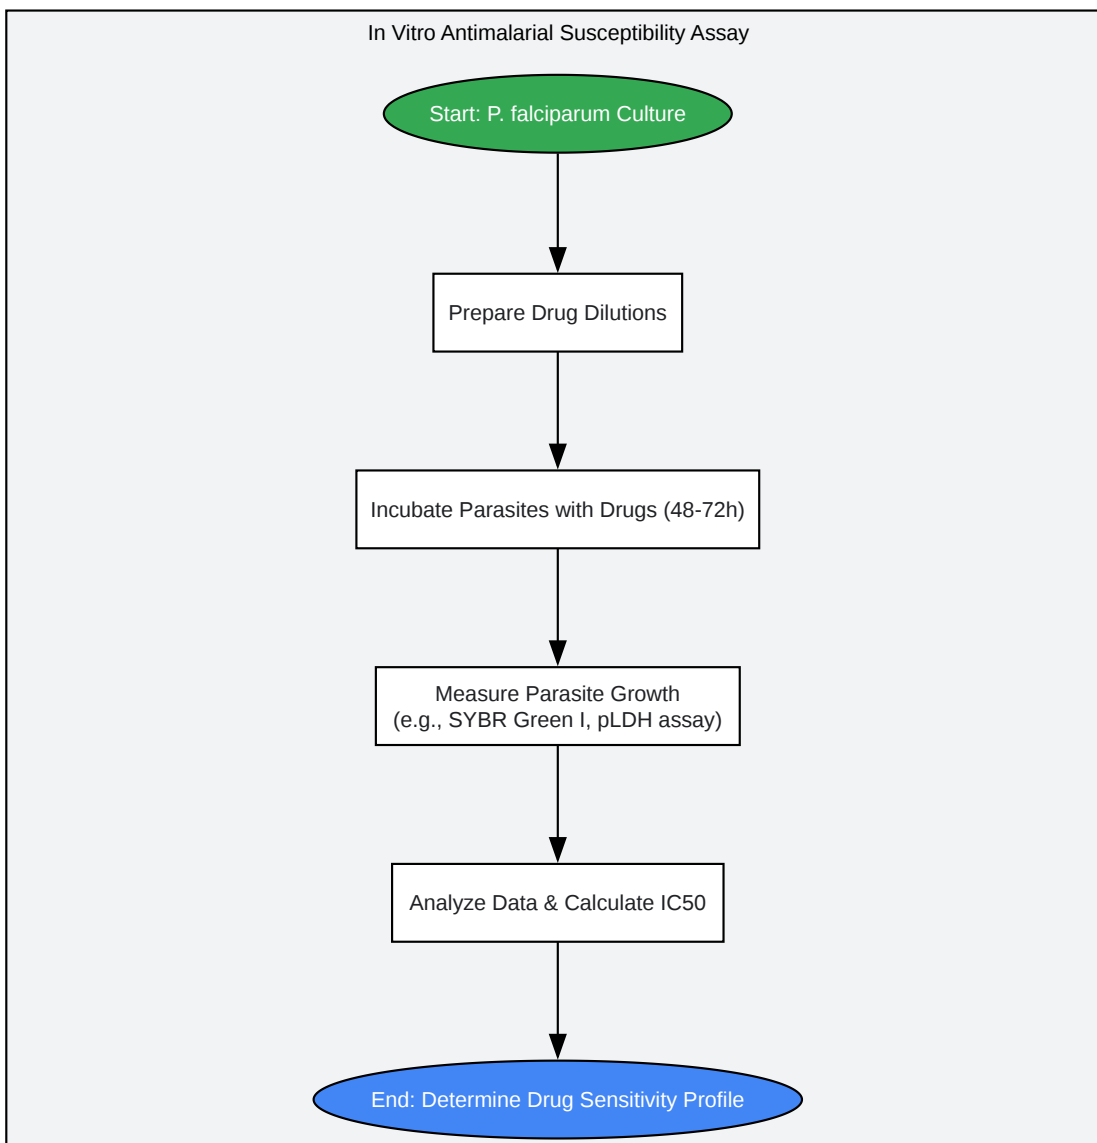 In Vitro Antimalarial Susceptibility Assay
Start: P. falciparum Culture
Prepare Drug Dilutions
Incubate Parasites with Drugs (48-72h)
Measure Parasite Growth
(e.g., SYBR Green I, pLDH assay)
Analyze Data & Calculate IC50
End: Determine Drug Sensitivity Profile